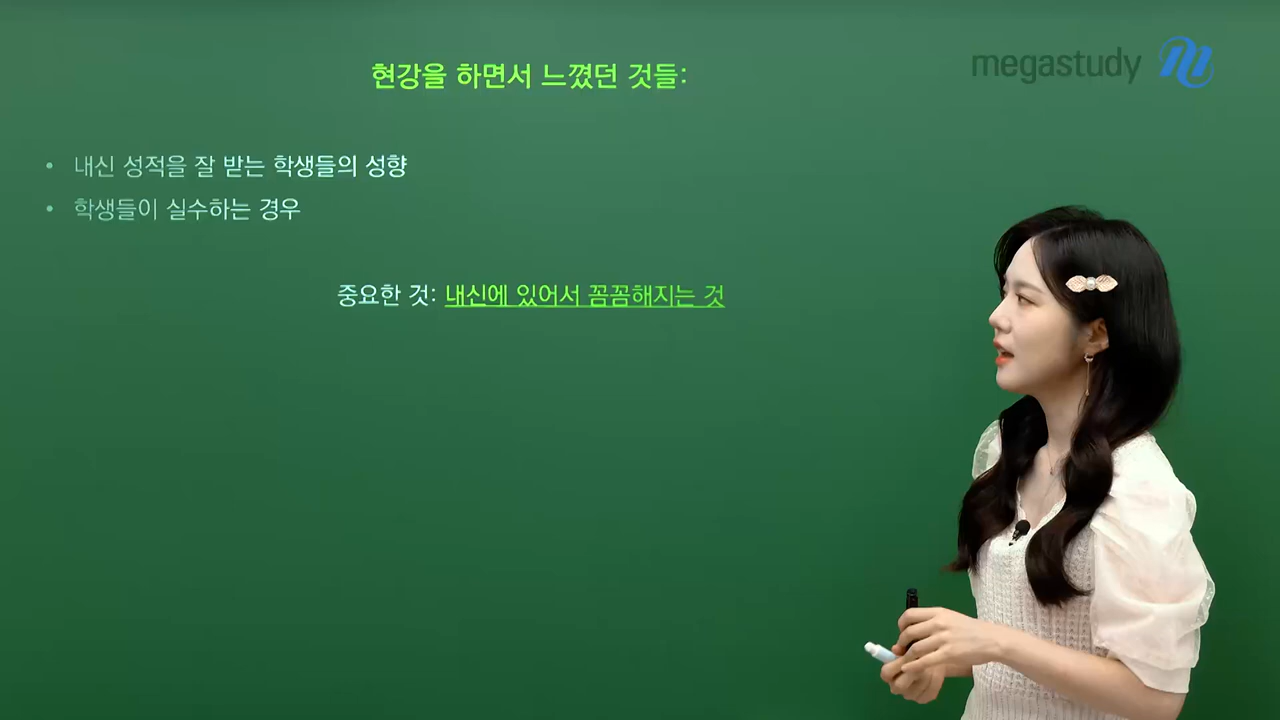 현강을 하면서 느꼈던 것들:
megastudy
• 내신 성적을 잘 받는 학생들의 성향
• 학생들이 실수하는 경우
중요한 것: 내신에 있어서 꼼꼼해지는 것